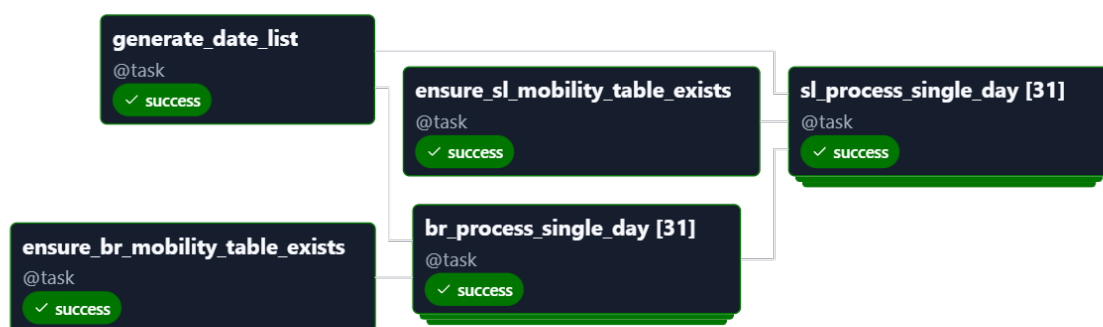 generate_date_list
@task
✓ success
ensure_sl_mobility_table_exists
@task
✓ success
sl_process_single_day [31]
@task
✓ success
ensure_br_mobility_table_exists
@task
✓ success
br_process_single_day [31]
@task
✓ success